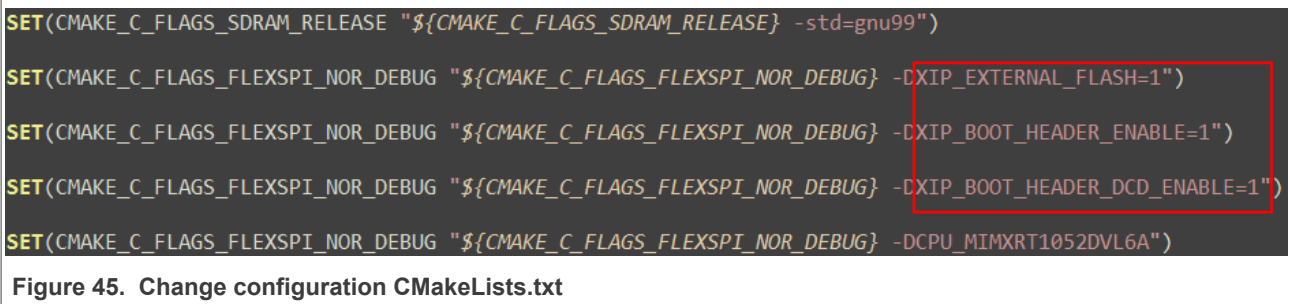 SET(CMAKE_C_FLAGS_SDRAM_RELEASE "${CMAKE_C_FLAGS_SDRAM_RELEASE} -std=gnu99")
SET(CMAKE_C_FLAGS_FLEXSPI_NOR_DEBUG "${CMAKE_C_FLAGS_FLEXSPI_NOR_DEBUG} -DXIP_EXTERNAL_FLASH=1")
SET(CMAKE_C_FLAGS_FLEXSPI_NOR_DEBUG "${CMAKE_C_FLAGS_FLEXSPI_NOR_DEBUG} -DXIP_BOOT_HEADER_ENABLE=1")
SET(CMAKE_C_FLAGS_FLEXSPI_NOR_DEBUG "${CMAKE_C_FLAGS_FLEXSPI_NOR_DEBUG} -DXIP_BOOT_HEADER_DCD_ENABLE=1")
SET(CMAKE_C_FLAGS_FLEXSPI_NOR_DEBUG "${CMAKE_C_FLAGS_FLEXSPI_NOR_DEBUG} -DCPU_MIMXRT1052DVL6A")
Figure 45. Change configuration CMakeLists.txt